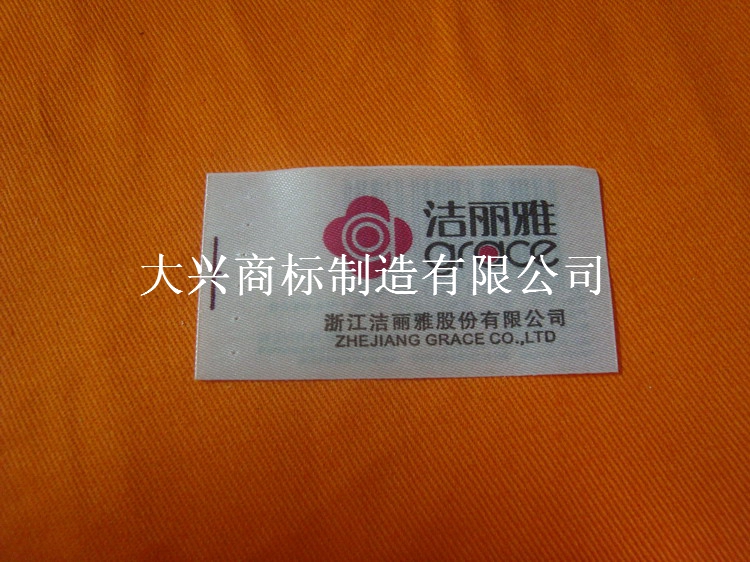 洁丽雅
grace
大兴商标制造有限公司
浙江洁丽雅股份有限公司
ZHEJIANG GRACE CO.,LTD